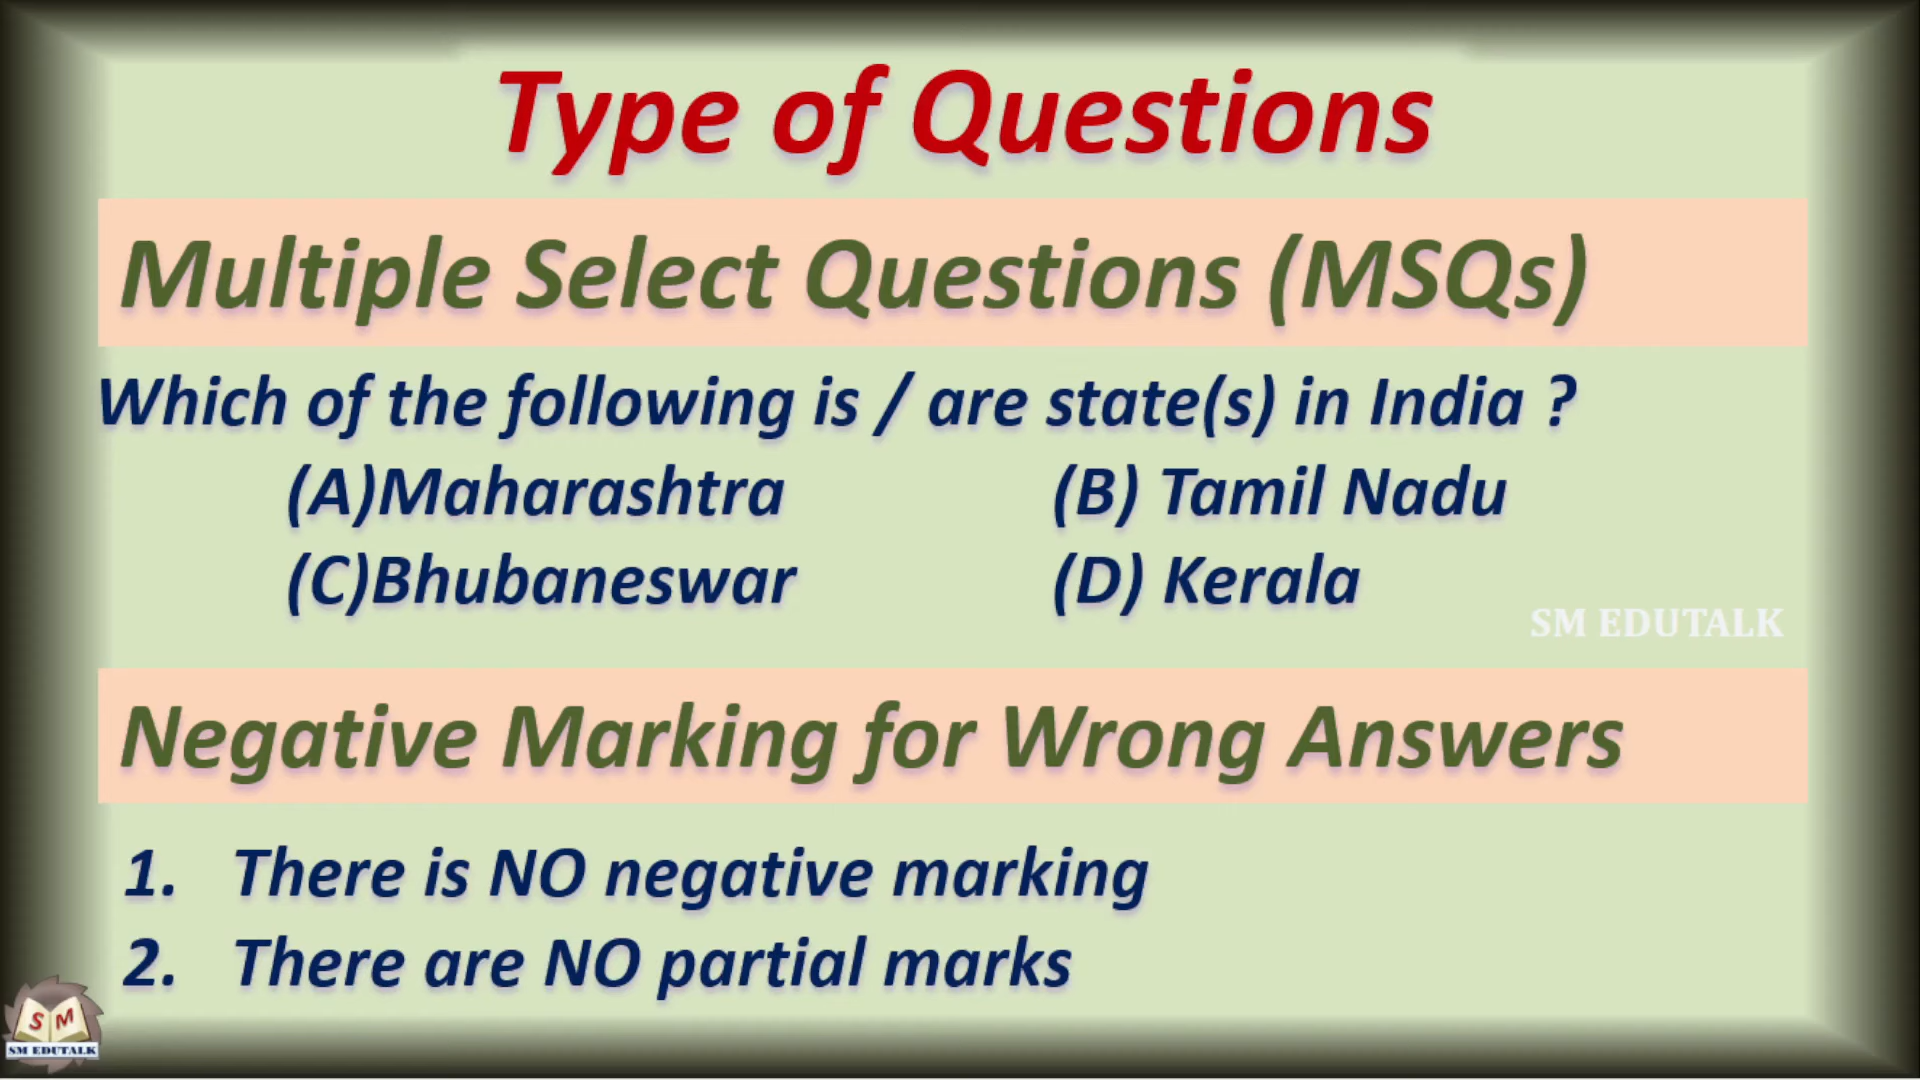 Type of Questions
Multiple Select Questions (MSQs)
Which of the following is / are state(s) in India ?
(A)Maharashtra (B) Tamil Nadu
(C)Bhubaneswar (D) Kerala
SM EDUTALK
Negative Marking for Wrong Answers
1. There is NO negative marking
2. There are NO partial marks
S M
SM EDUTALK